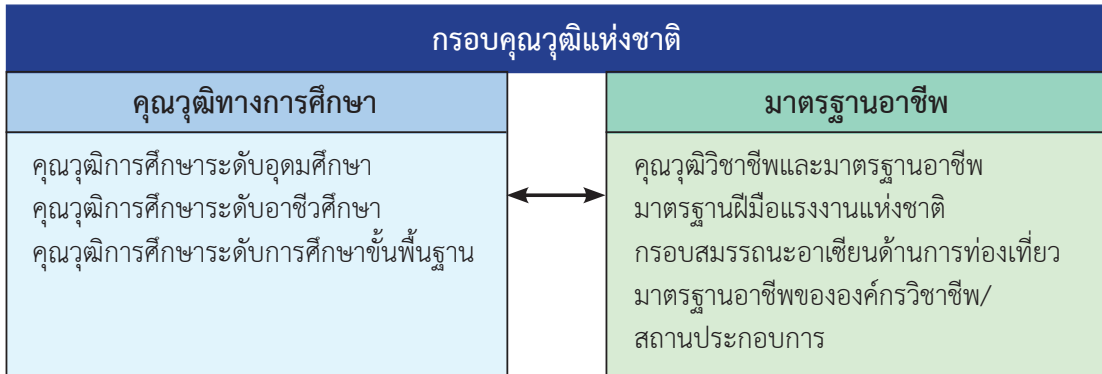 กรอบคุณวุฒิแห่งชาติ
คุณวุฒิทางการศึกษา
คุณวุฒิการศึกษาระดับอุดมศึกษา
คุณวุฒิการศึกษาระดับอาชีวศึกษา
คุณวุฒิการศึกษาระดับการศึกษาขั้นพื้นฐาน
มาตรฐานอาชีพ
คุณวุฒิวิชาชีพและมาตรฐานอาชีพ
มาตรฐานฝีมือแรงงานแห่งชาติ
กรอบสมรรถนะอาเซียนด้านการท่องเที่ยว
มาตรฐานอาชีพขององค์กรวิชาชีพ/
สถานประกอบการ